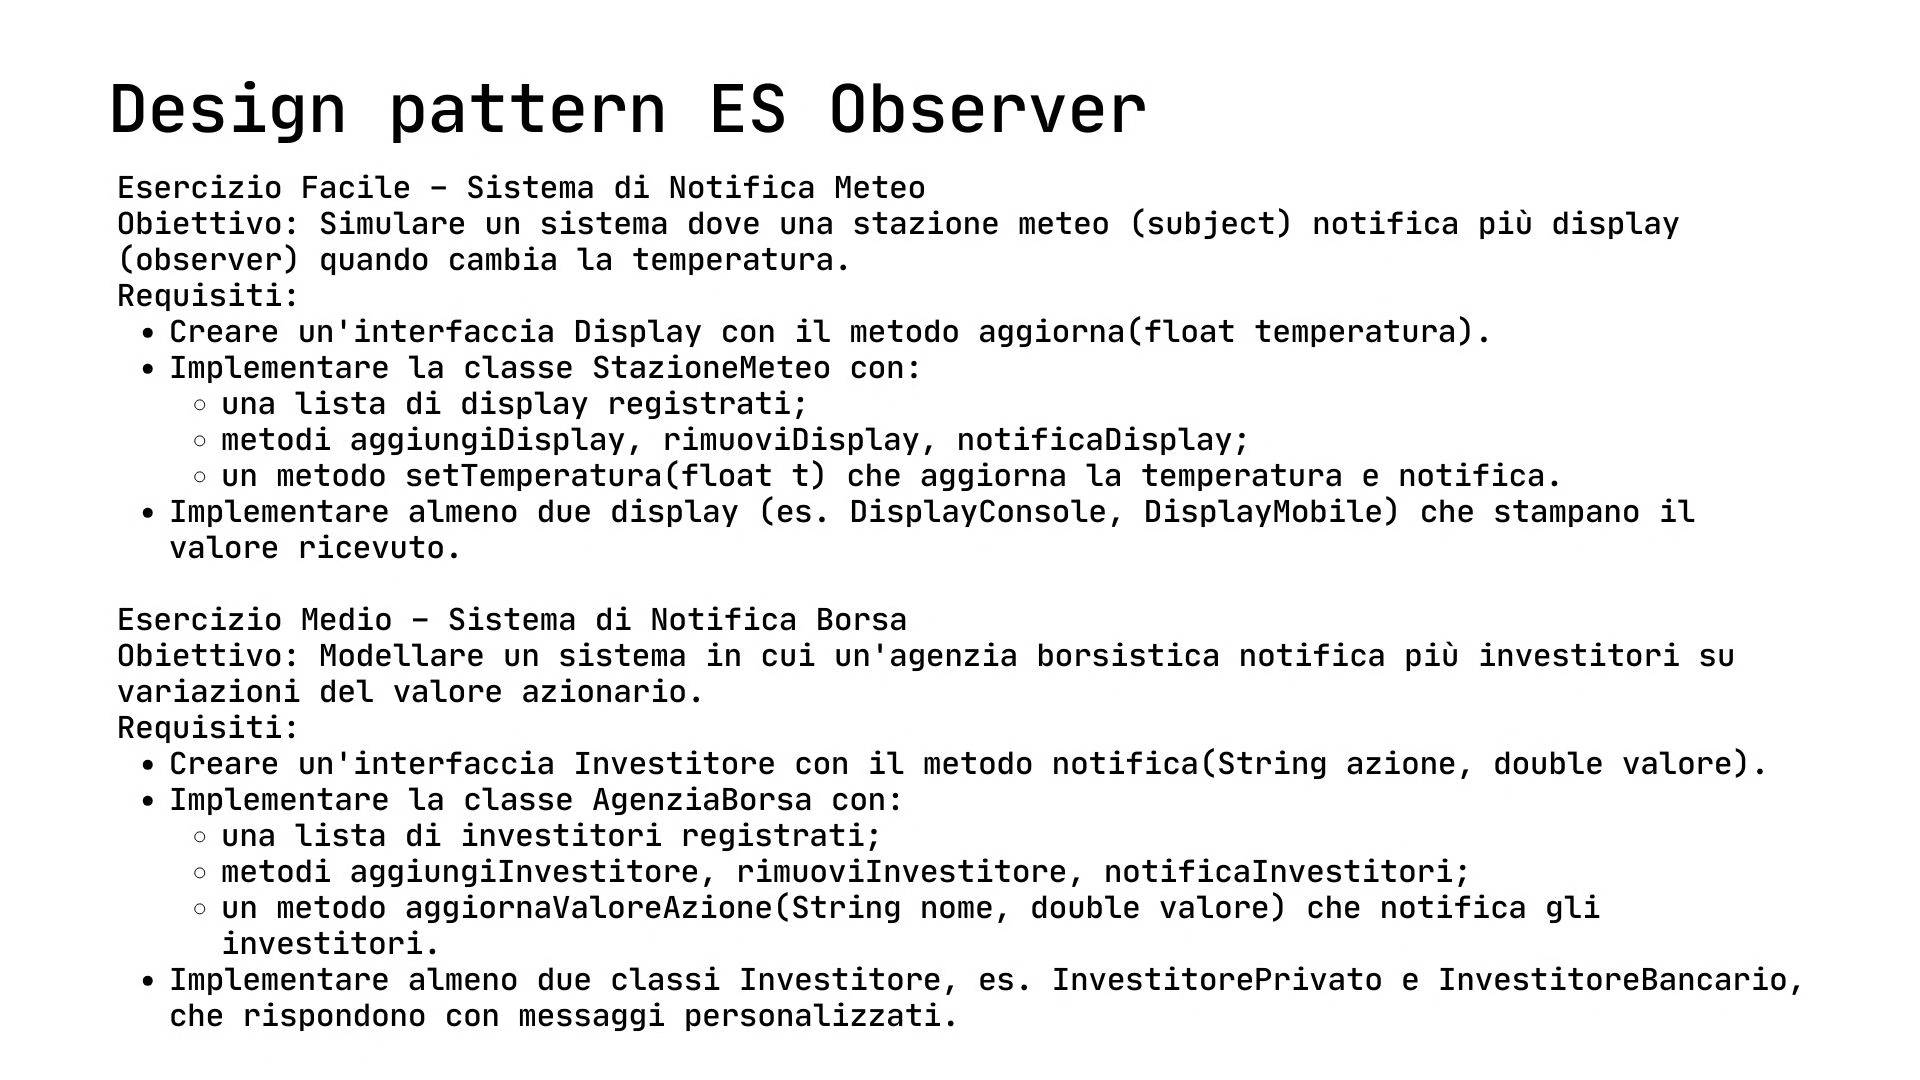 Design pattern ES Observer
Esercizio Facile – Sistema di Notifica Meteo
Obiettivo: Simulare un sistema dove una stazione meteo (subject) notifica più display
(observer) quando cambia la temperatura.
Requisiti:
• Creare un'interfaccia Display con il metodo aggiorna(float temperatura).
• Implementare la classe StazioneMeteo con:
○ una lista di display registrati;
○ metodi aggiungiDisplay, rimuoviDisplay, notificaDisplay;
○ un metodo setTemperatura(float t) che aggiorna la temperatura e notifica.
• Implementare almeno due display (es. DisplayConsole, DisplayMobile) che stampano il
valore ricevuto.
Esercizio Medio – Sistema di Notifica Borsa
Obiettivo: Modellare un sistema in cui un'agenzia borsistica notifica più investitori su
variazioni del valore azionario.
Requisiti:
• Creare un'interfaccia Investitore con il metodo notifica(String azione, double valore).
• Implementare la classe AgenziaBorsa con:
○ una lista di investitori registrati;
○ metodi aggiungiInvestitore, rimuoviInvestitore, notificaInvestitori;
○ un metodo aggiornaValoreAzione(String nome, double valore) che notifica gli
investitori.
• Implementare almeno due classi Investitore, es. InvestitorePrivato e InvestitoreBancario,
che rispondono con messaggi personalizzati.